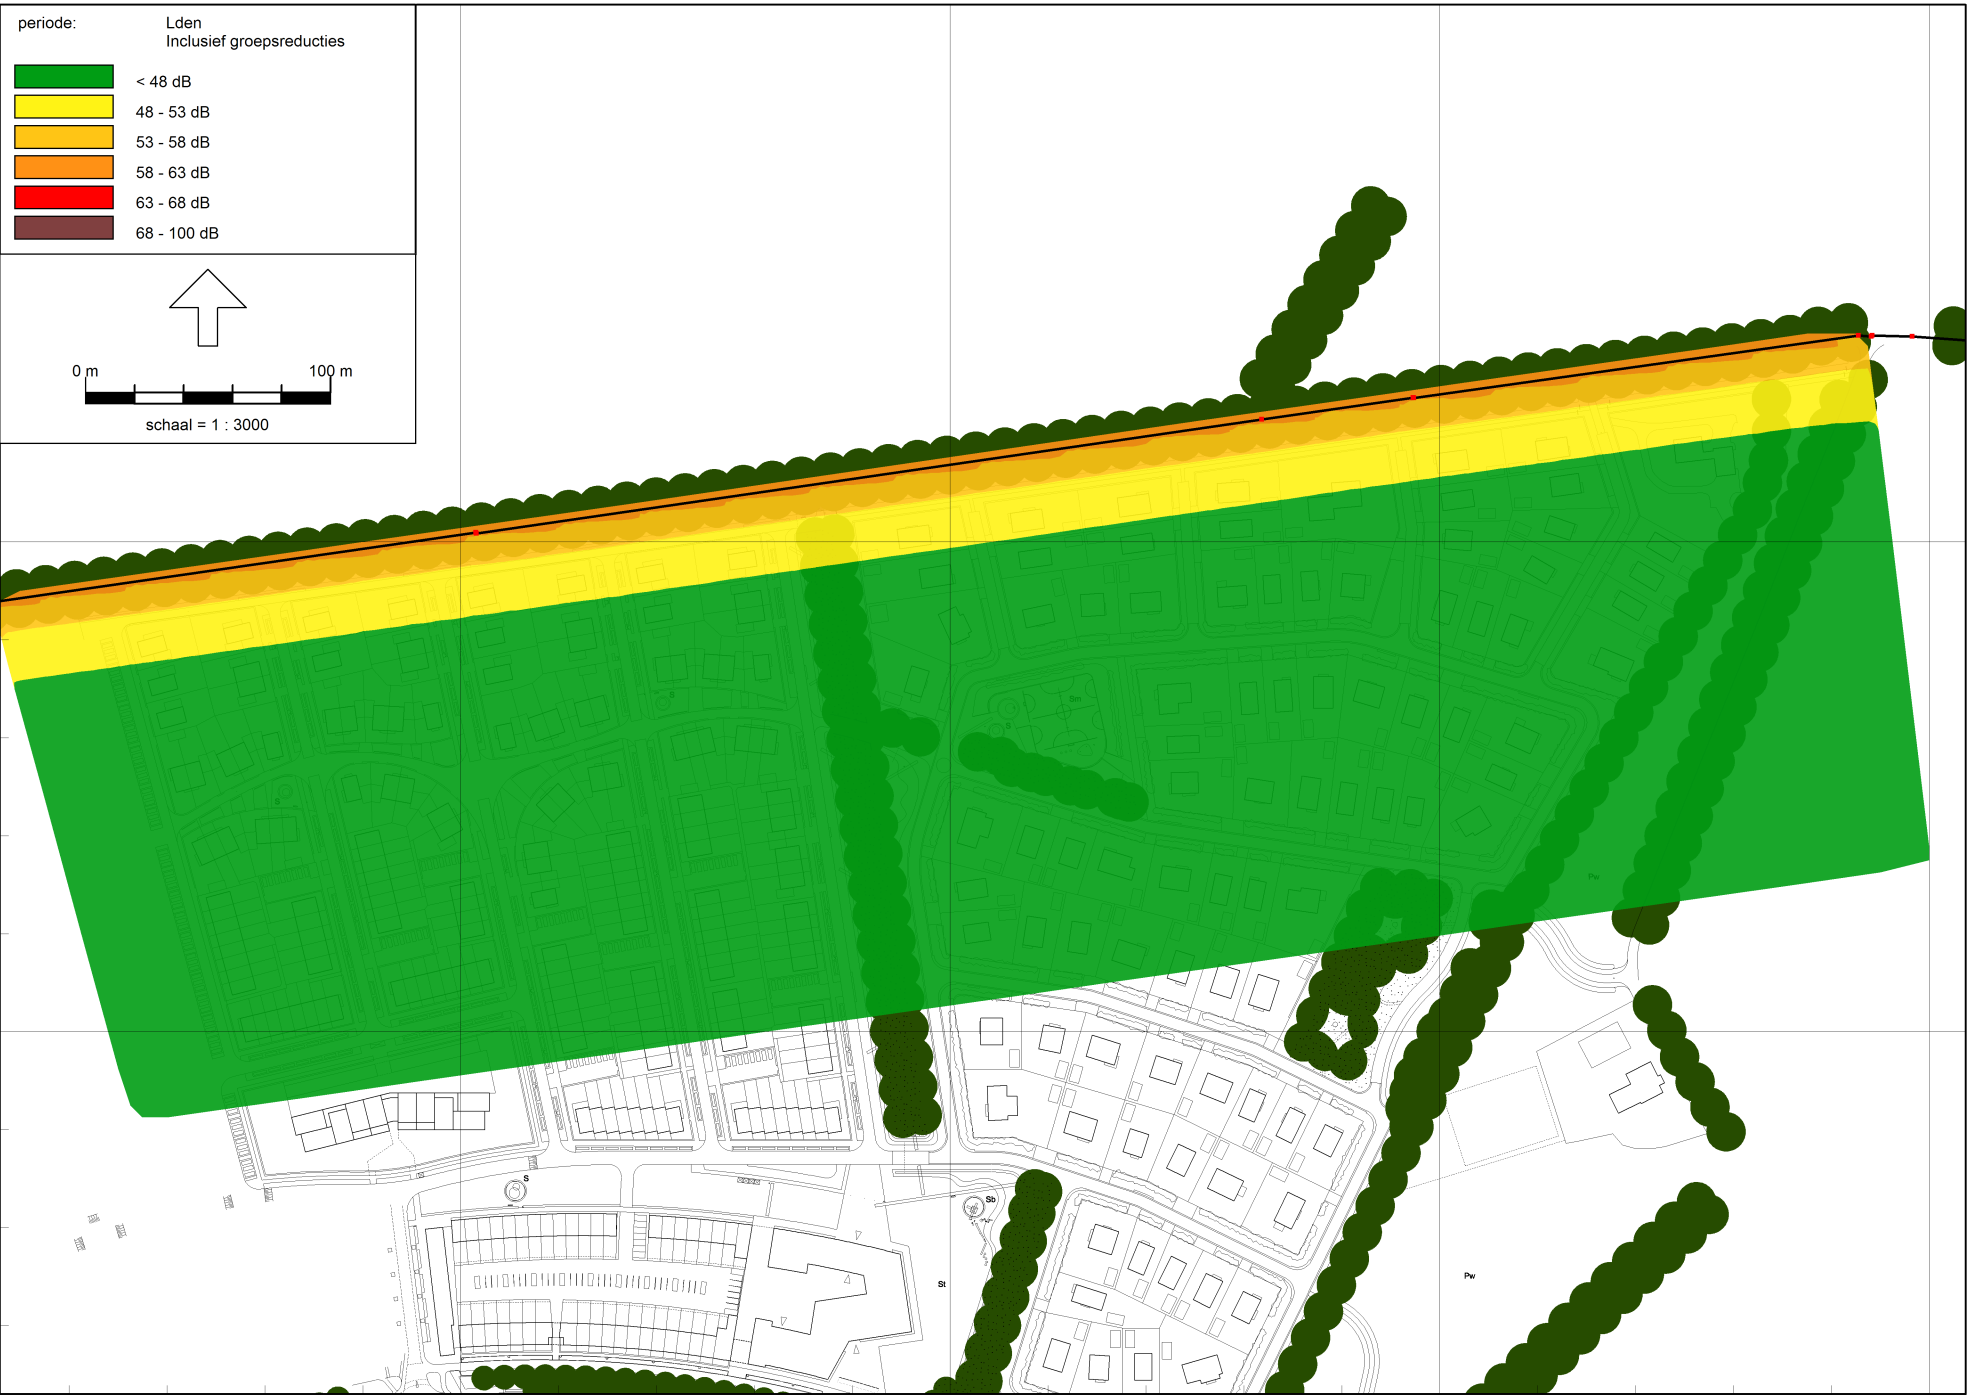 periode: Lden
Inclusief groepsreducties
< 48 dB
48 - 53 dB
53 - 58 dB
58 - 63 dB
63 - 68 dB
68 - 100 dB
0 m 100 m
schaal = 1 : 3000
S
Sm
S
S
Pw
S
Sb
Pw
St